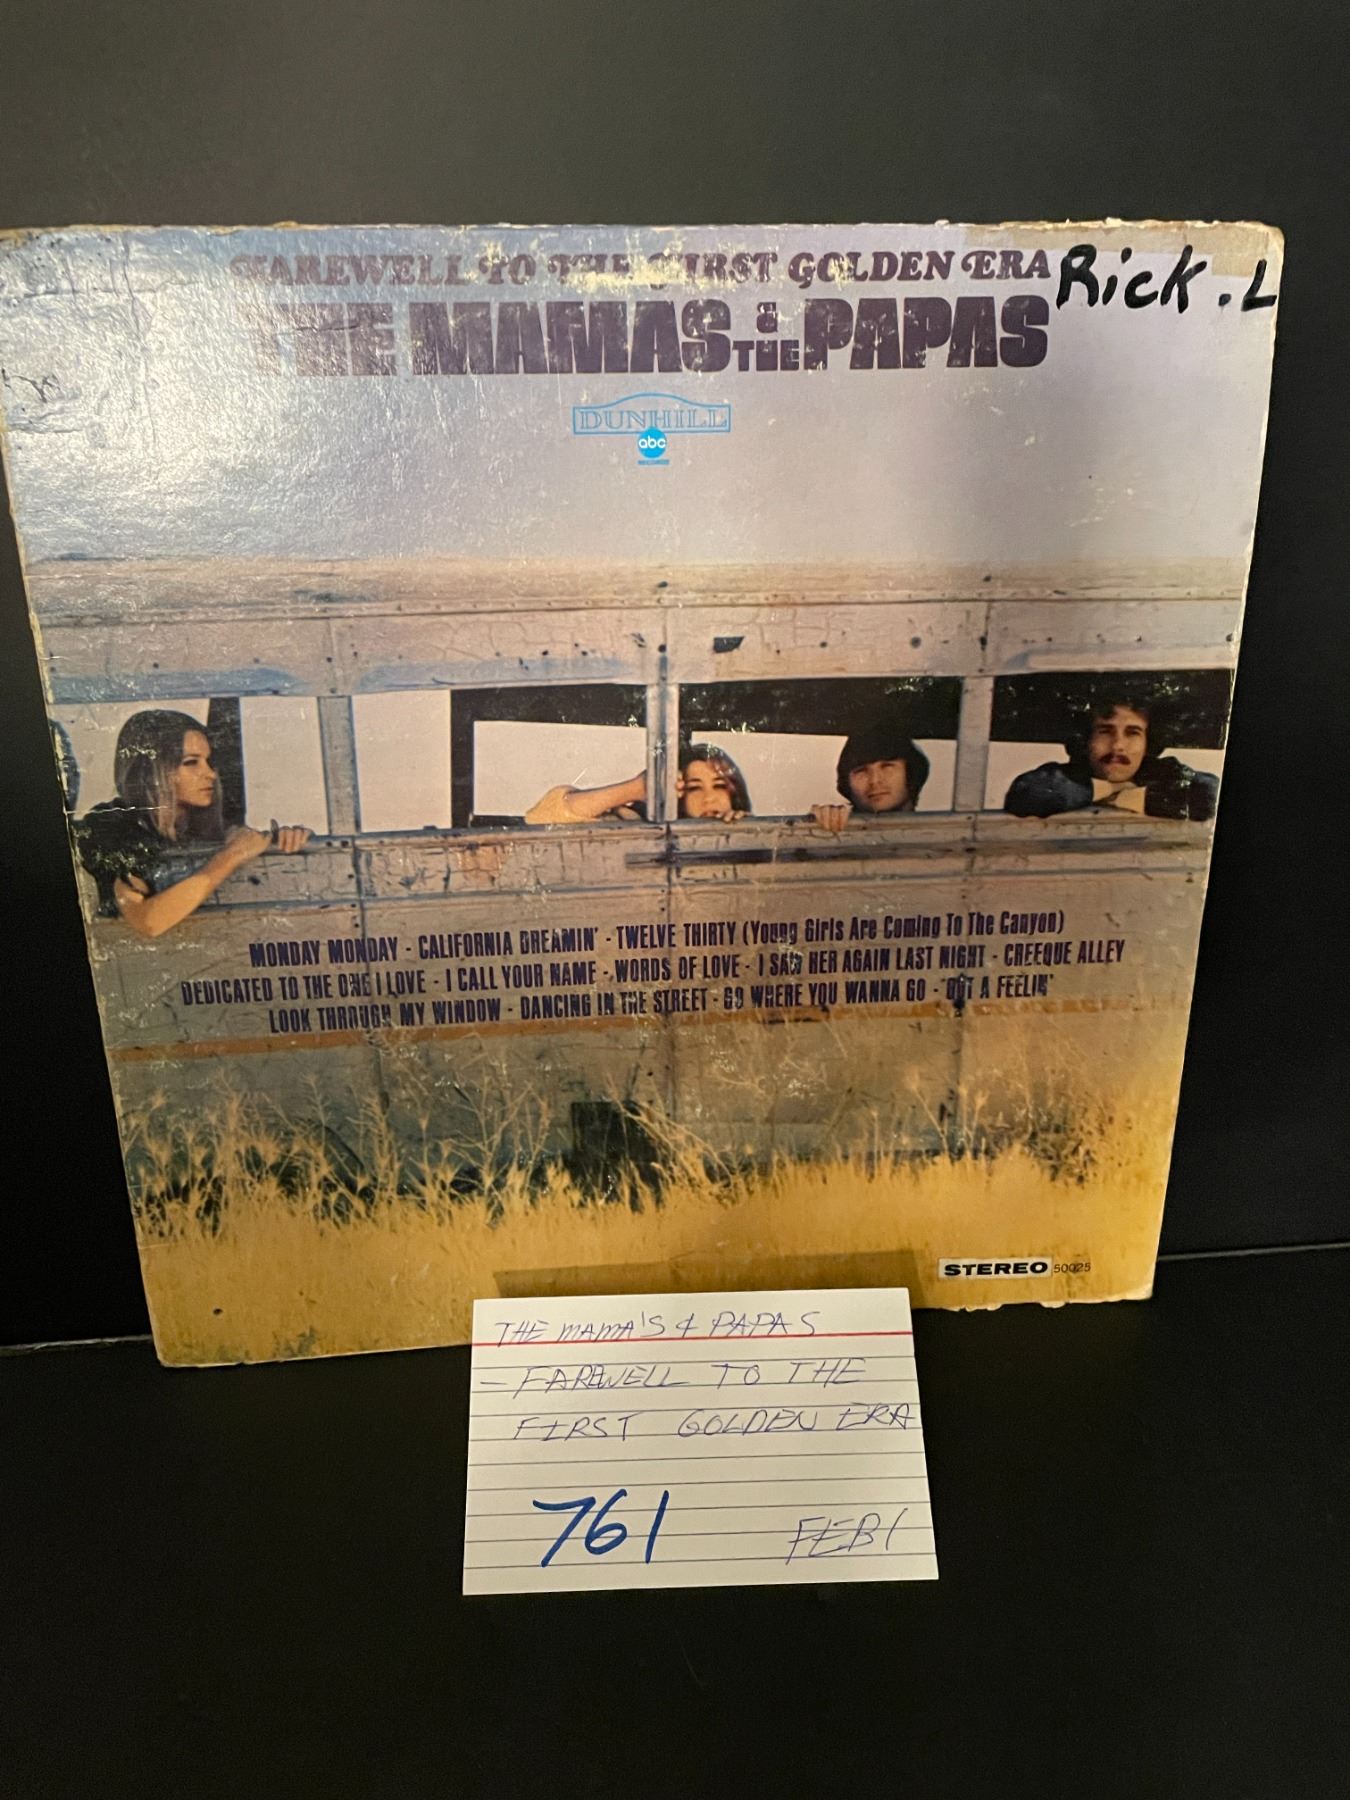 FAREWELL TO THE FIRST GOLDEN ERA
Rick . L
THE MAMAS & THE PAPAS
DUNHILL
abc
RECORDS
MONDAY MONDAY - CALIFORNIA DREAMIN' - TWELVE THIRTY (Young Girls Are Coming To The Canyon)
DEDICATED TO THE ONE I LOVE - I CALL YOUR NAME - WORDS OF LOVE - I SAW HER AGAIN LAST NIGHT - CREEQUE ALLEY
LOOK THROUGH MY WINDOW - DANCING IN THE STREET - GO WHERE YOU WANNA GO - 'GOT A FEELIN'
STEREO 50025
THE MAMA'S & PAPAS
- FAREWELL TO THE
FIRST GOLDEN ERA
761 FEB 1